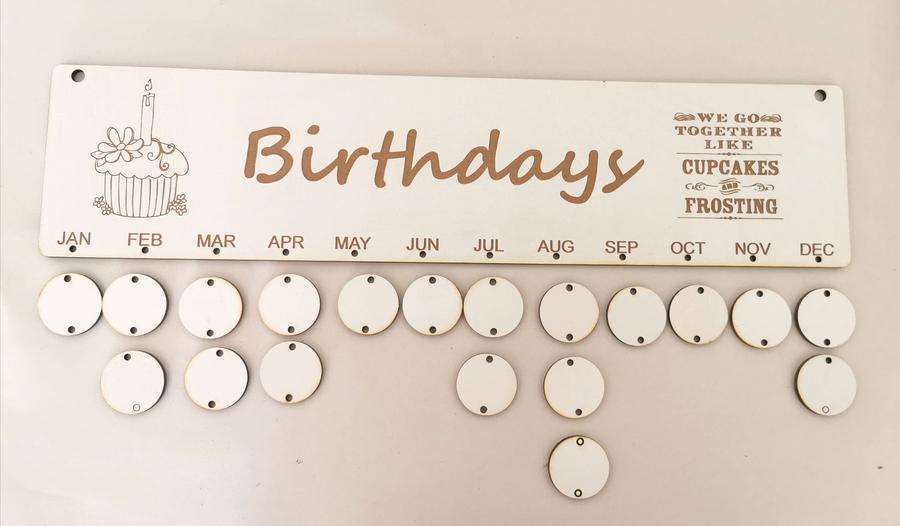 Birthdays
WE GO
TOGETHER
LIKE
CUPCAKES
AND
FROSTING
JAN FEB MAR APR MAY JUN JUL AUG SEP OCT NOV DEC